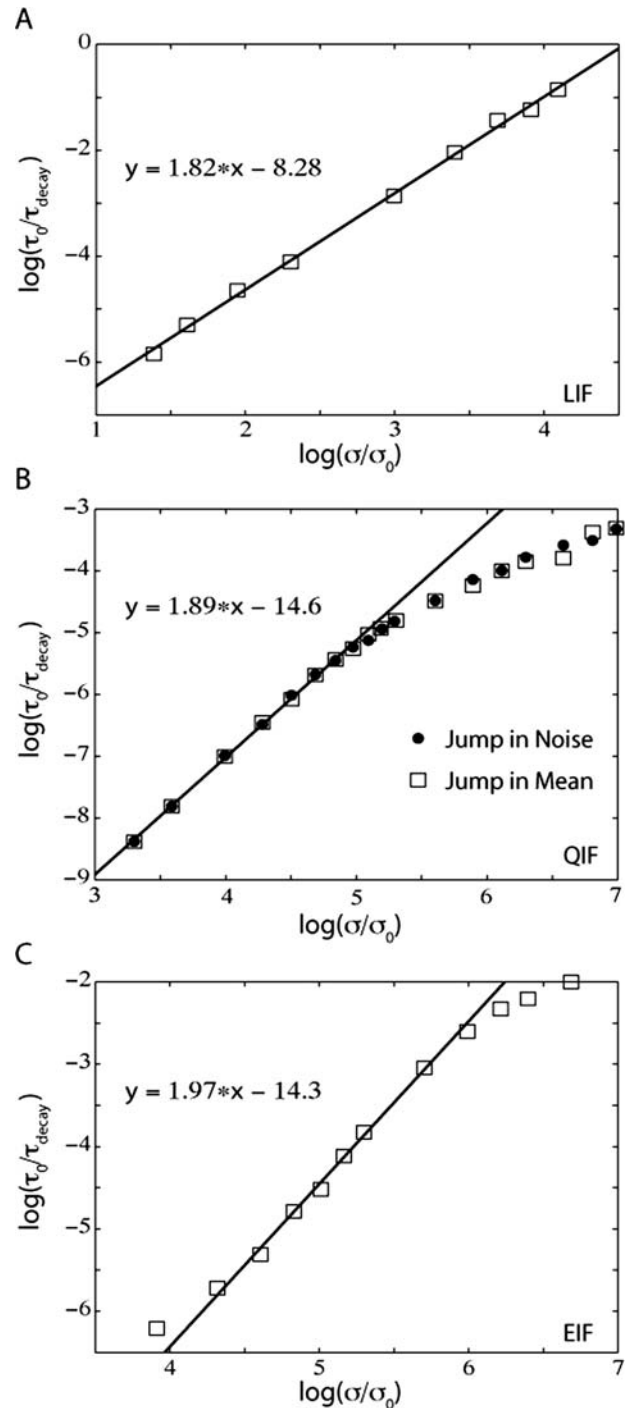 A
0
−2
−4
−6
log(τ0/τdecay)
y = 1.82*x − 8.28
LIF
1 2 3 4
log(σ/σ0)
B
−3
−4
−5
−6
−7
−8
−9
log(τ0/τdecay)
y = 1.89*x − 14.6
Jump in Noise
Jump in Mean
QIF
3 4 5 6 7
log(σ/σ0)
C
−2
−3
−4
−5
−6
log(τ0/τdecay)
y = 1.97*x − 14.3
EIF
4 5 6 7
log(σ/σ0)